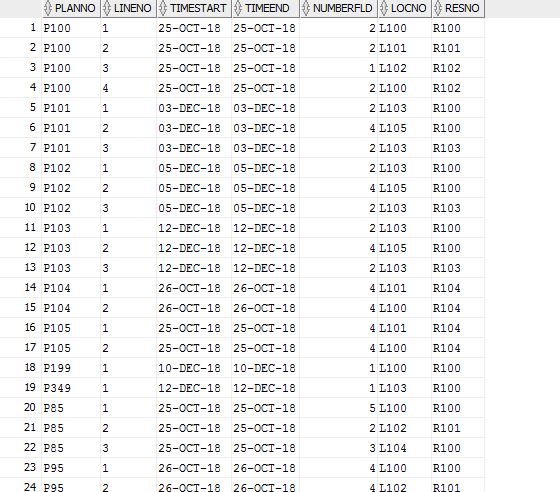 PLANNO LINENO TIMESTART TIMEEND NUMBERFLD LOCNO RESNO
1 P100 1 25-OCT-18 25-OCT-18 2 L100 R100
2 P100 2 25-OCT-18 25-OCT-18 2 L101 R101
3 P100 3 25-OCT-18 25-OCT-18 1 L102 R102
4 P100 4 25-OCT-18 25-OCT-18 2 L100 R102
5 P101 1 03-DEC-18 03-DEC-18 2 L103 R100
6 P101 2 03-DEC-18 03-DEC-18 4 L105 R100
7 P101 3 03-DEC-18 03-DEC-18 2 L103 R103
8 P102 1 05-DEC-18 05-DEC-18 2 L103 R100
9 P102 2 05-DEC-18 05-DEC-18 4 L105 R100
10 P102 3 05-DEC-18 05-DEC-18 2 L103 R103
11 P103 1 12-DEC-18 12-DEC-18 2 L103 R100
12 P103 2 12-DEC-18 12-DEC-18 4 L105 R100
13 P103 3 12-DEC-18 12-DEC-18 2 L103 R103
14 P104 1 26-OCT-18 26-OCT-18 4 L101 R104
15 P104 2 26-OCT-18 26-OCT-18 4 L100 R104
16 P105 1 25-OCT-18 25-OCT-18 4 L101 R104
17 P105 2 25-OCT-18 25-OCT-18 4 L100 R104
18 P199 1 10-DEC-18 10-DEC-18 1 L100 R100
19 P349 1 12-DEC-18 12-DEC-18 1 L103 R100
20 P85 1 25-OCT-18 25-OCT-18 5 L100 R100
21 P85 2 25-OCT-18 25-OCT-18 2 L102 R101
22 P85 3 25-OCT-18 25-OCT-18 3 L104 R100
23 P95 1 26-OCT-18 26-OCT-18 4 L100 R100
24 P95 2 26-OCT-18 26-OCT-18 4 L102 R101